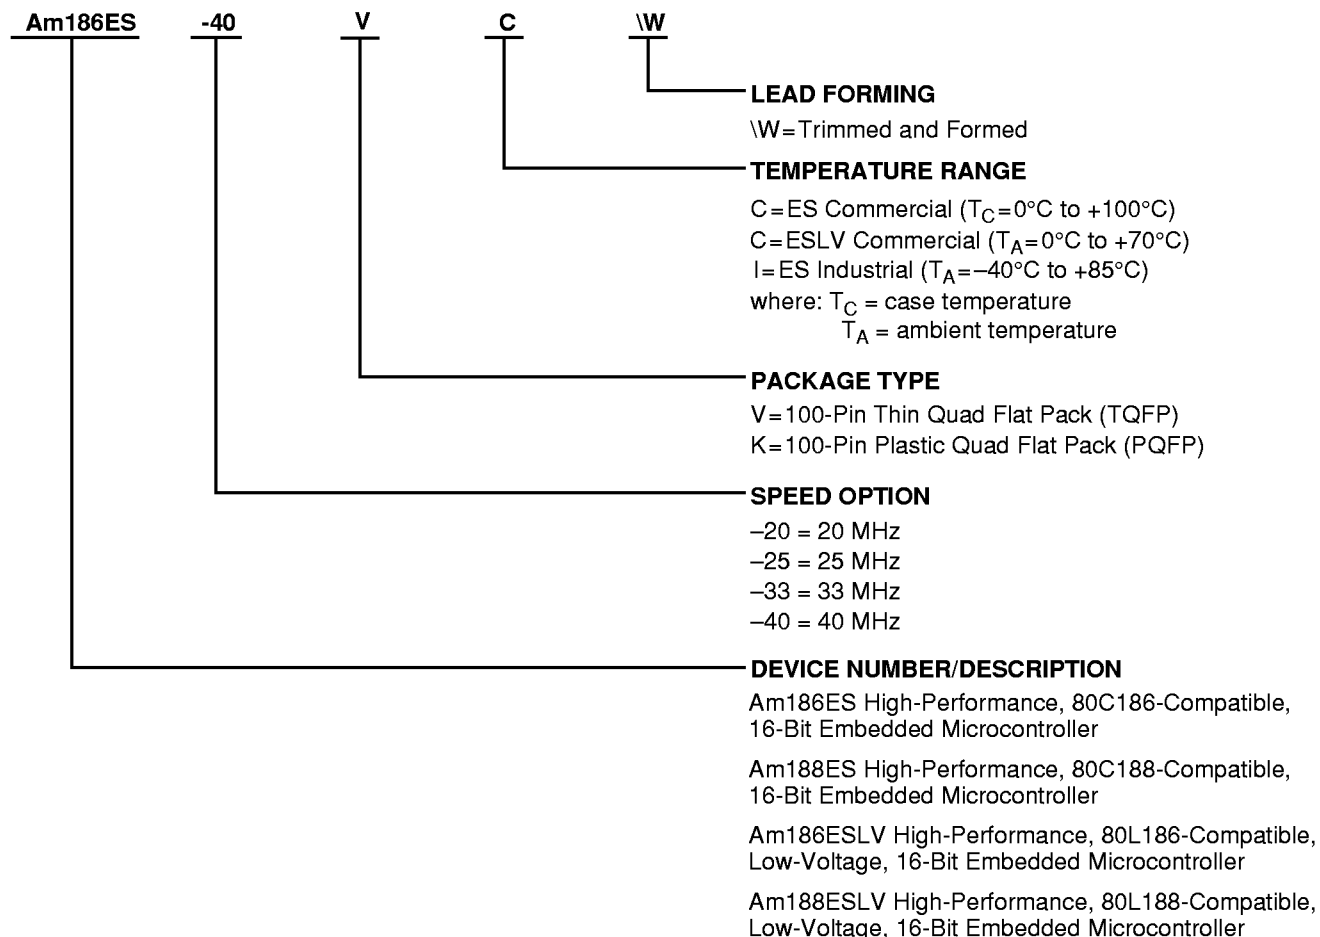 Am186ES -40 V C \W
LEAD FORMING
\W=Trimmed and Formed
TEMPERATURE RANGE
C=ES Commercial (TC=0°C to +100°C)
C=ESLV Commercial (TA=0°C to +70°C)
I=ES Industrial (TA=–40°C to +85°C)
where: TC = case temperature
TA = ambient temperature
PACKAGE TYPE
V=100-Pin Thin Quad Flat Pack (TQFP)
K=100-Pin Plastic Quad Flat Pack (PQFP)
SPEED OPTION
–20 = 20 MHz
–25 = 25 MHz
–33 = 33 MHz
–40 = 40 MHz
DEVICE NUMBER/DESCRIPTION
Am186ES High-Performance, 80C186-Compatible,
16-Bit Embedded Microcontroller
Am188ES High-Performance, 80C188-Compatible,
16-Bit Embedded Microcontroller
Am186ESLV High-Performance, 80L186-Compatible,
Low-Voltage, 16-Bit Embedded Microcontroller
Am188ESLV High-Performance, 80L188-Compatible,
Low-Voltage, 16-Bit Embedded Microcontroller